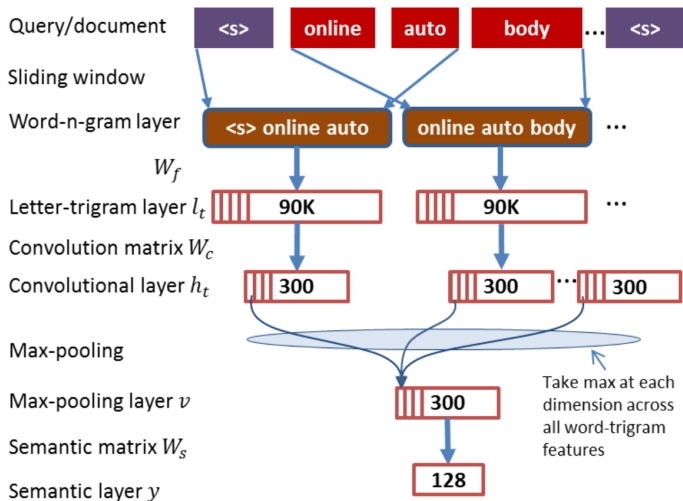 Query/document <s> online auto body ... <s>
Sliding window
Word-n-gram layer <s> online auto online auto body ...
W_f
Letter-trigram layer l_t 90K 90K ...
Convolution matrix W_c
Convolutional layer h_t 300 300 ... 300
Max-pooling
Take max at each
dimension across
all word-trigram
features
Max-pooling layer v 300
Semantic matrix W_s
Semantic layer y 128